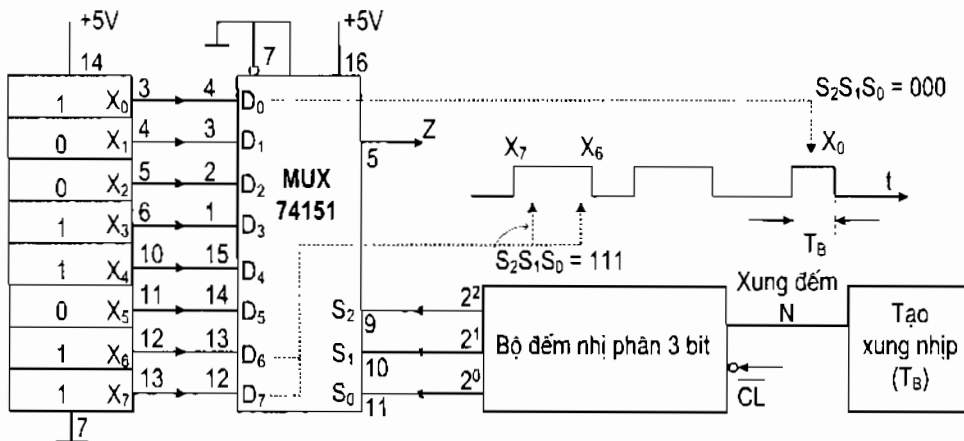 +5V
+5V
14
7
16
1 X₀ 3 4 D₀
S₂S₁S₀ = 000
0 X₁ 4 3 D₁
Z
5
0 X₂ 5 2 D₂
MUX
74151
X₇ X₆ X₀
t
1 X₃ 6 1 D₃
T_B
1 X₄ 10 15 D₄
S₂S₁S₀ = 111
0 X₅ 11 14 D₅
S₂ 9 2²
1 X₆ 12 13 D₆
S₁ 10 2¹
1 X₇ 13 12 D₇
S₀ 11 2⁰
7
Bộ đếm nhị phân 3 bit
Xung đếm
N
C̅L̅
Tạo
xung nhịp
(T_B)